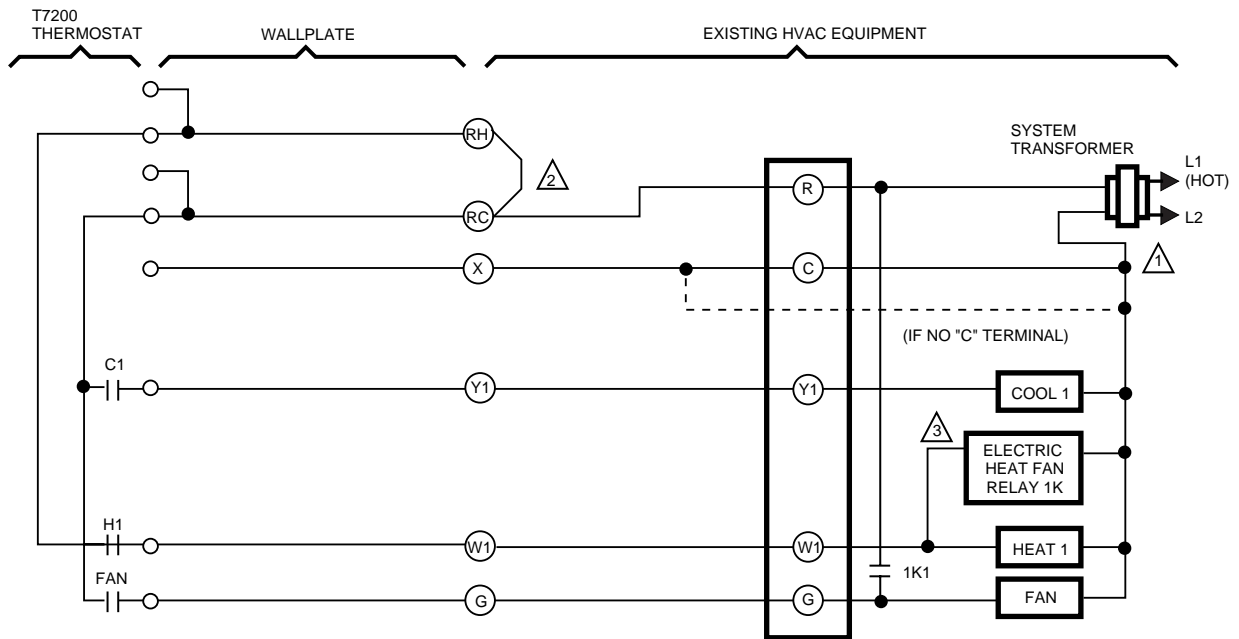 T7200
THERMOSTAT
WALLPLATE
EXISTING HVAC EQUIPMENT
SYSTEM
TRANSFORMER
L1
(HOT)
L2
RH
2
R
RC
X
C
1
(IF NO "C" TERMINAL)
C1
Y1
Y1
COOL 1
3
ELECTRIC
HEAT FAN
RELAY 1K
H1
W1
W1
HEAT 1
1K1
FAN
G
G
FAN